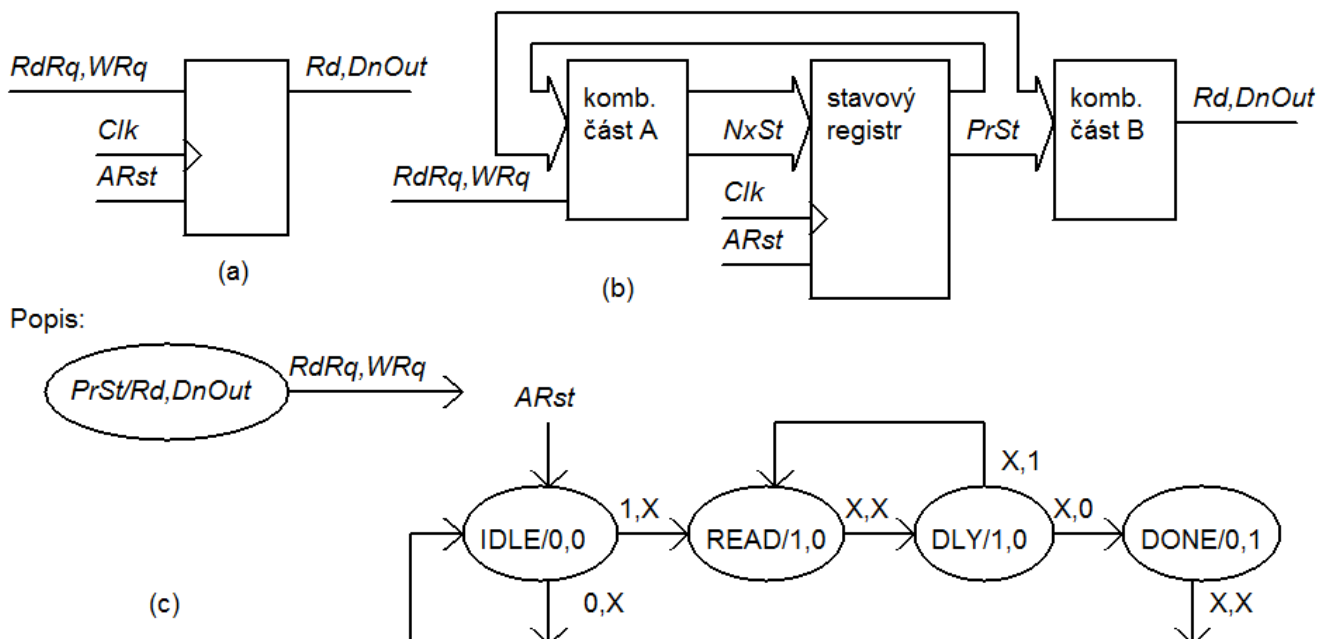 RdRq,WRq
Rd,DnOut
Clk
ARst
(a)
komb.
část A
NxSt
stavový
registr
PrSt
komb.
část B
Rd,DnOut
RdRq,WRq
Clk
ARst
(b)
Popis:
PrSt/Rd,DnOut
RdRq,WRq
ARst
X,1
IDLE/0,0
1,X
READ/1,0
X,X
DLY/1,0
X,0
DONE/0,1
(c)
0,X
X,X